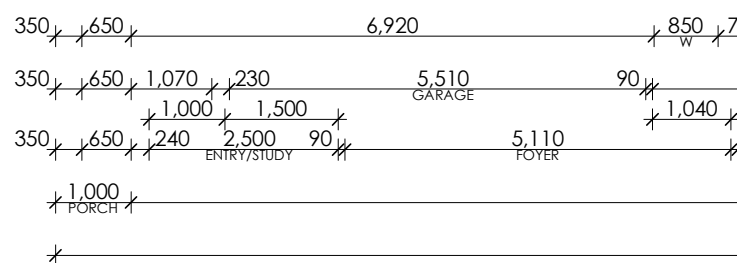 350 650 6,920 850 7
W
350 650 1,070 230 5,510 90
GARAGE
1,000 1,500 1,040
350 650 240 2,500 90 5,110
ENTRY/STUDY FOYER
1,000
PORCH